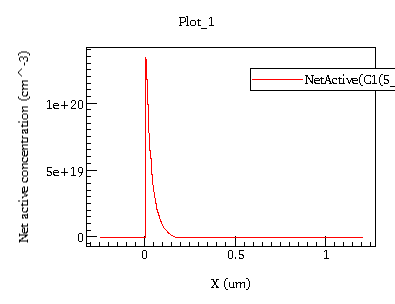 Plot_1
NetActive(G1(5_
Net active concentration (cm^-3)
1e+20
5e+19
0
0
0.5
1
X (um)